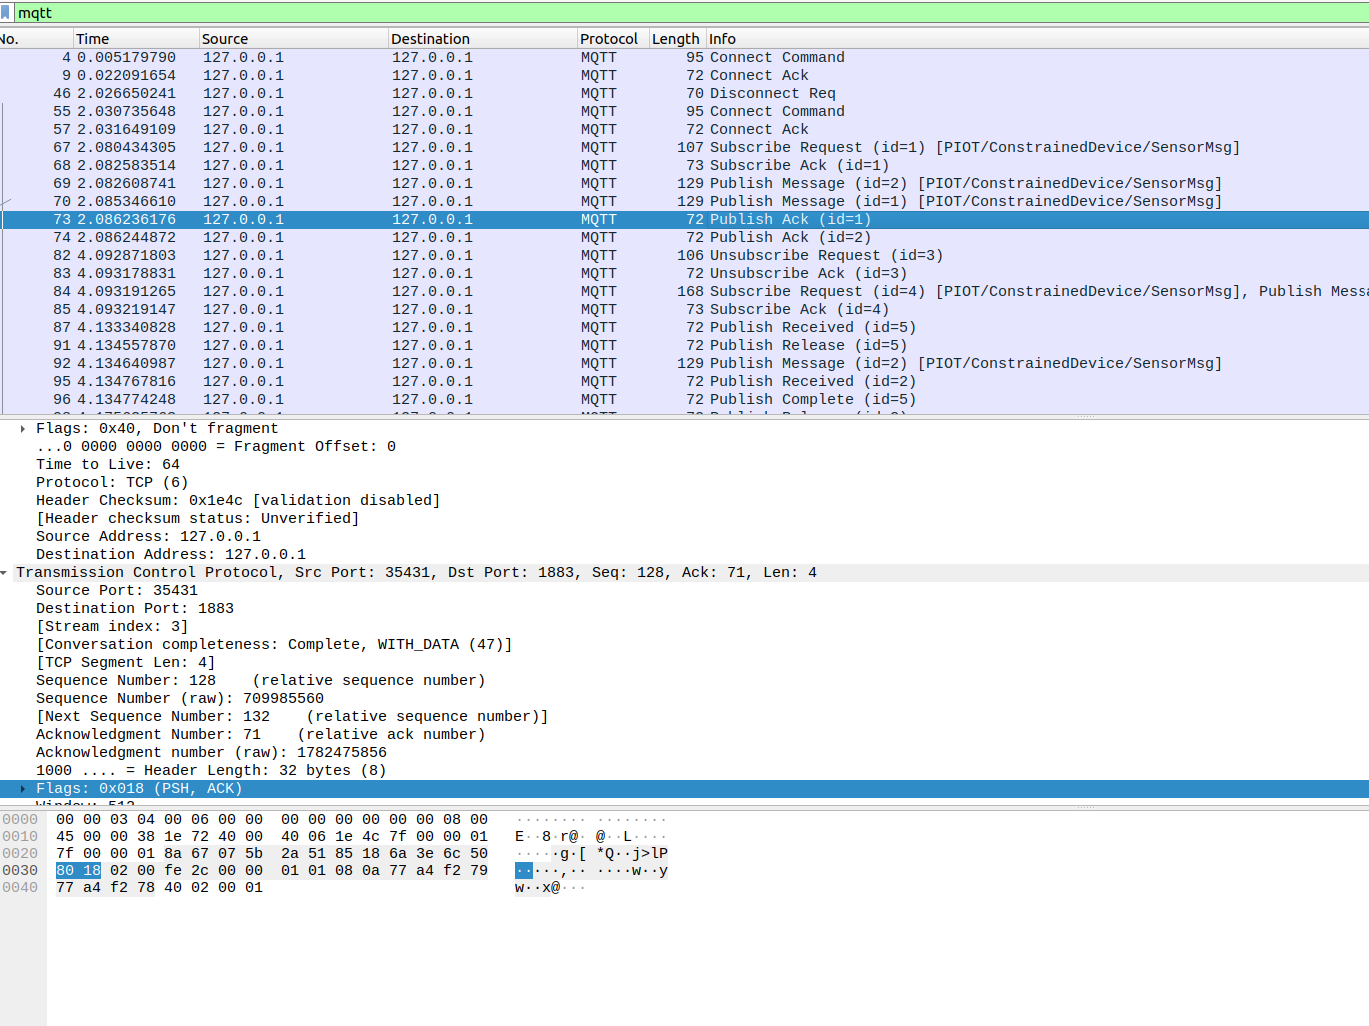 mqtt
No. Time Source Destination Protocol Length Info
4 0.005179790 127.0.0.1 127.0.0.1 MQTT 95 Connect Command
9 0.022091654 127.0.0.1 127.0.0.1 MQTT 72 Connect Ack
46 2.026650241 127.0.0.1 127.0.0.1 MQTT 70 Disconnect Req
55 2.030735648 127.0.0.1 127.0.0.1 MQTT 95 Connect Command
57 2.031649109 127.0.0.1 127.0.0.1 MQTT 72 Connect Ack
67 2.080434305 127.0.0.1 127.0.0.1 MQTT 107 Subscribe Request (id=1) [PIOT/ConstrainedDevice/SensorMsg]
68 2.082583514 127.0.0.1 127.0.0.1 MQTT 73 Subscribe Ack (id=1)
69 2.082608741 127.0.0.1 127.0.0.1 MQTT 129 Publish Message (id=2) [PIOT/ConstrainedDevice/SensorMsg]
70 2.085346610 127.0.0.1 127.0.0.1 MQTT 129 Publish Message (id=1) [PIOT/ConstrainedDevice/SensorMsg]
73 2.086236176 127.0.0.1 127.0.0.1 MQTT 72 Publish Ack (id=1)
74 2.086244872 127.0.0.1 127.0.0.1 MQTT 72 Publish Ack (id=2)
82 4.092871803 127.0.0.1 127.0.0.1 MQTT 106 Unsubscribe Request (id=3)
83 4.093178831 127.0.0.1 127.0.0.1 MQTT 72 Unsubscribe Ack (id=3)
84 4.093191265 127.0.0.1 127.0.0.1 MQTT 168 Subscribe Request (id=4) [PIOT/ConstrainedDevice/SensorMsg], Publish Messa
85 4.093219147 127.0.0.1 127.0.0.1 MQTT 73 Subscribe Ack (id=4)
87 4.133340828 127.0.0.1 127.0.0.1 MQTT 72 Publish Received (id=5)
91 4.134557870 127.0.0.1 127.0.0.1 MQTT 72 Publish Release (id=5)
92 4.134640987 127.0.0.1 127.0.0.1 MQTT 129 Publish Message (id=2) [PIOT/ConstrainedDevice/SensorMsg]
95 4.134767816 127.0.0.1 127.0.0.1 MQTT 72 Publish Received (id=2)
96 4.134774248 127.0.0.1 127.0.0.1 MQTT 72 Publish Complete (id=5)
Flags: 0x40, Don't fragment
...0 0000 0000 0000 = Fragment Offset: 0
Time to Live: 64
Protocol: TCP (6)
Header Checksum: 0x1e4c [validation disabled]
[Header checksum status: Unverified]
Source Address: 127.0.0.1
Destination Address: 127.0.0.1
Transmission Control Protocol, Src Port: 35431, Dst Port: 1883, Seq: 128, Ack: 71, Len: 4
Source Port: 35431
Destination Port: 1883
[Stream index: 3]
[Conversation completeness: Complete, WITH_DATA (47)]
[TCP Segment Len: 4]
Sequence Number: 128 (relative sequence number)
Sequence Number (raw): 709985560
[Next Sequence Number: 132 (relative sequence number)]
Acknowledgment Number: 71 (relative ack number)
Acknowledgment number (raw): 1782475856
1000 .... = Header Length: 32 bytes (8)
Flags: 0x018 (PSH, ACK)
Window: 512
0000 00 00 03 04 00 06 00 00 00 00 00 00 00 00 08 00 ········ ········
0010 45 00 00 38 1e 72 40 00 40 06 1e 4c 7f 00 00 01 E··8·r@· @··L····
0020 7f 00 00 01 8a 67 07 5b 2a 51 85 18 6a 3e 6c 50 ·····g·[ *Q··j>lP
0030 80 18 02 00 fe 2c 00 00 01 01 08 0a 77 a4 f2 79 ·····,·· ····w··y
0040 77 a4 f2 78 40 02 00 01 w··x@···